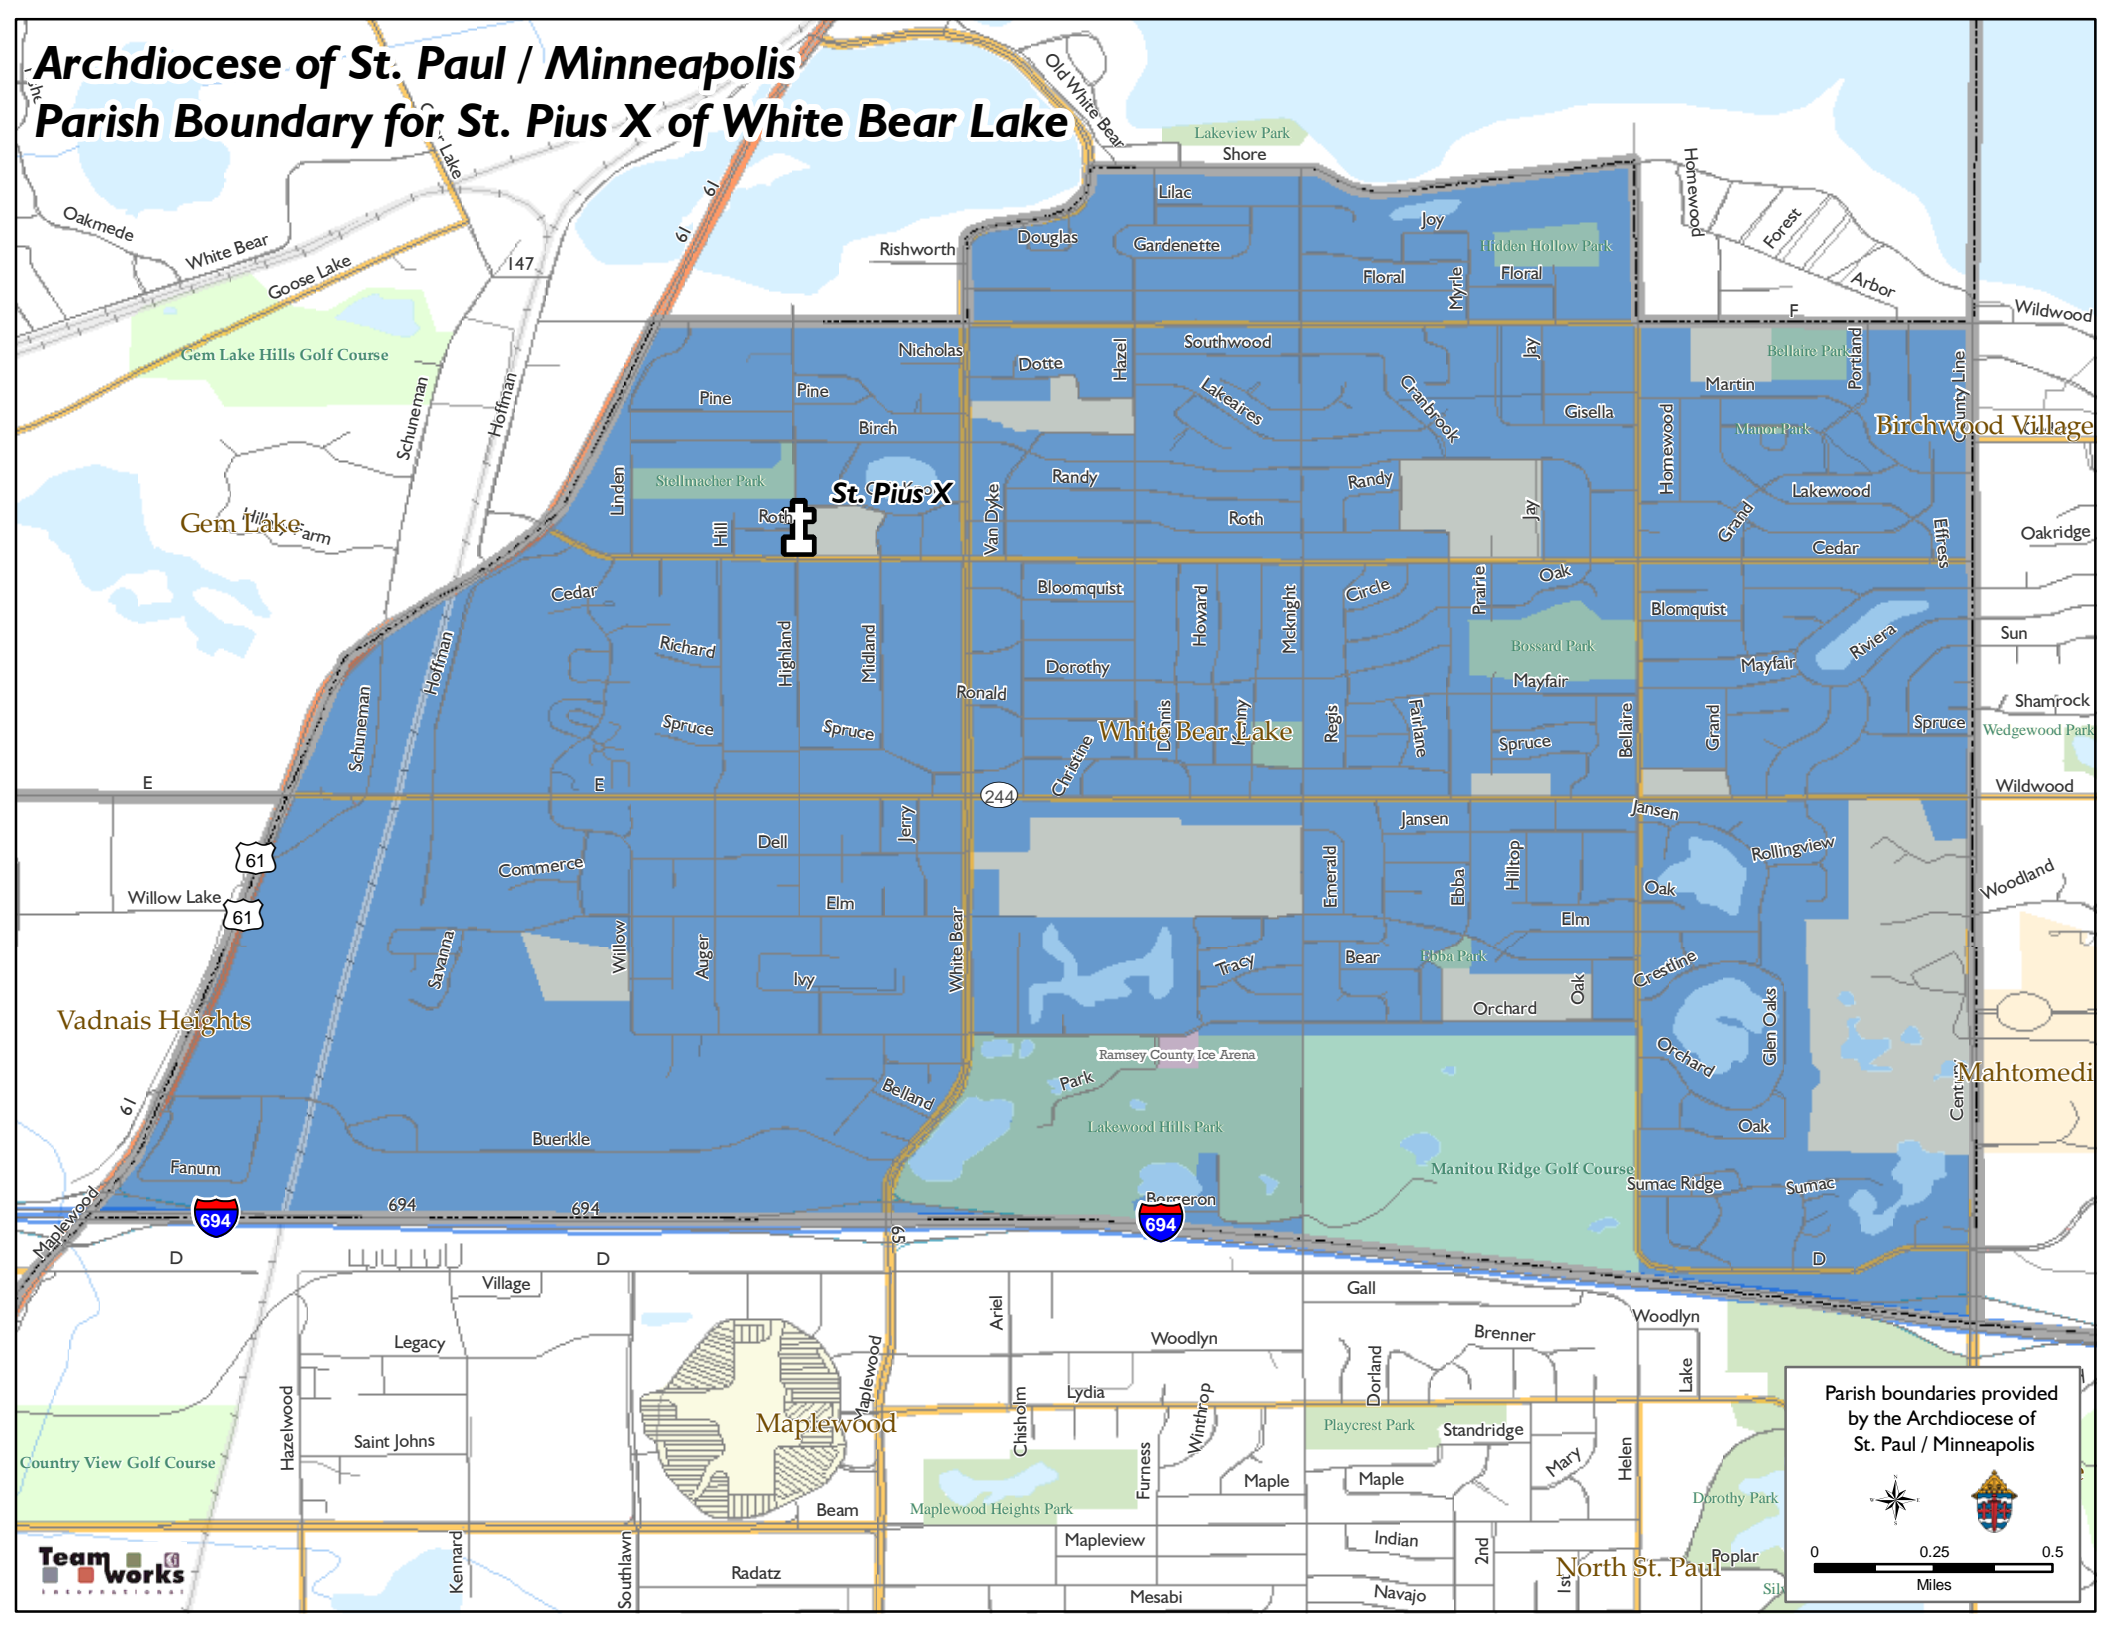 Archdiocese of St. Paul / Minneapolis
Parish Boundary for St. Pius X of White Bear Lake
Old White Bear
Lakeview Park
Shore
Lake
Oakmede
White Bear
Goose Lake
147
61
61
Rishworth
Lilac
Douglas
Gardenette
Joy
Hidden Hollow Park
Floral
Myrle
Floral
Homewood
Forest
Arbor
F
Wildwood
Gem Lake Hills Golf Course
Schuneman
Hoffman
Nicholas
Dotte
Hazel
Southwood
Jay
Bellaire Park
Portland
County Line
Martin
Pine
Pine
Lakeaires
Cranbrook
Gisella
Homewood
Manor Park
Birchwood Village
Birch
Linden
Stellmacher Park
St. Pius X
Randy
Randy
Lakewood
Grand
Gem Lake
Hill
Roth
Van Dyke
Roth
Jay
Cedar
Effress
Oakridge
Cedar
Bloomquist
Howard
Mcknight
Circle
Prairie
Oak
Blomquist
Richard
Highland
Midland
Dorothy
Bossard Park
Mayfair
Mayfair
Riviera
Sun
Hoffman
Schuneman
Ronald
Spruce
Spruce
Christine
Dennis
White Bear Lake
Regis
Fairlane
Spruce
Bellaire
Grand
Spruce
Shamrock
Wedgewood Park
E
E
244
Wildwood
61
Willow Lake
61
Commerce
Dell
Jerry
Elm
Jansen
Jansen
Emerald
Ebba
Hilltop
Oak
Rollingview
Woodland
Elm
Savanna
Willow
Auger
Ivy
White Bear
Tracy
Bear
Ebba Park
Orchard
Oak
Crestline
Glen Oaks
Orchard
Vadnais Heights
Ramsey County Ice Arena
Park
Lakewood Hills Park
Mahtomedi
Century
Oak
61
Belland
Buerkle
Fanum
Manitou Ridge Golf Course
Bergeron
Sumac Ridge
Sumac
Maplewood
694
694
694
694
65
D
D
D
Village
Gall
Legacy
Ariel
Woodlyn
Brenner
Woodlyn
Hazelwood
Maplewood
Chisholm
Lydia
Winthrop
Dorland
Lake
Saint Johns
Maplewood
Playcrest Park
Standridge
Country View Golf Course
Furness
Maple
Maple
Mary
Helen
Beam
Maplewood Heights Park
Dorothy Park
Kennard
Southlawn
Radatz
Mapleview
Indian
2nd
1st
North St. Paul
Poplar
Mesabi
Navajo
Team works
International
Parish boundaries provided
by the Archdiocese of
St. Paul / Minneapolis
N
W E
S
0 0.25 0.5
Miles